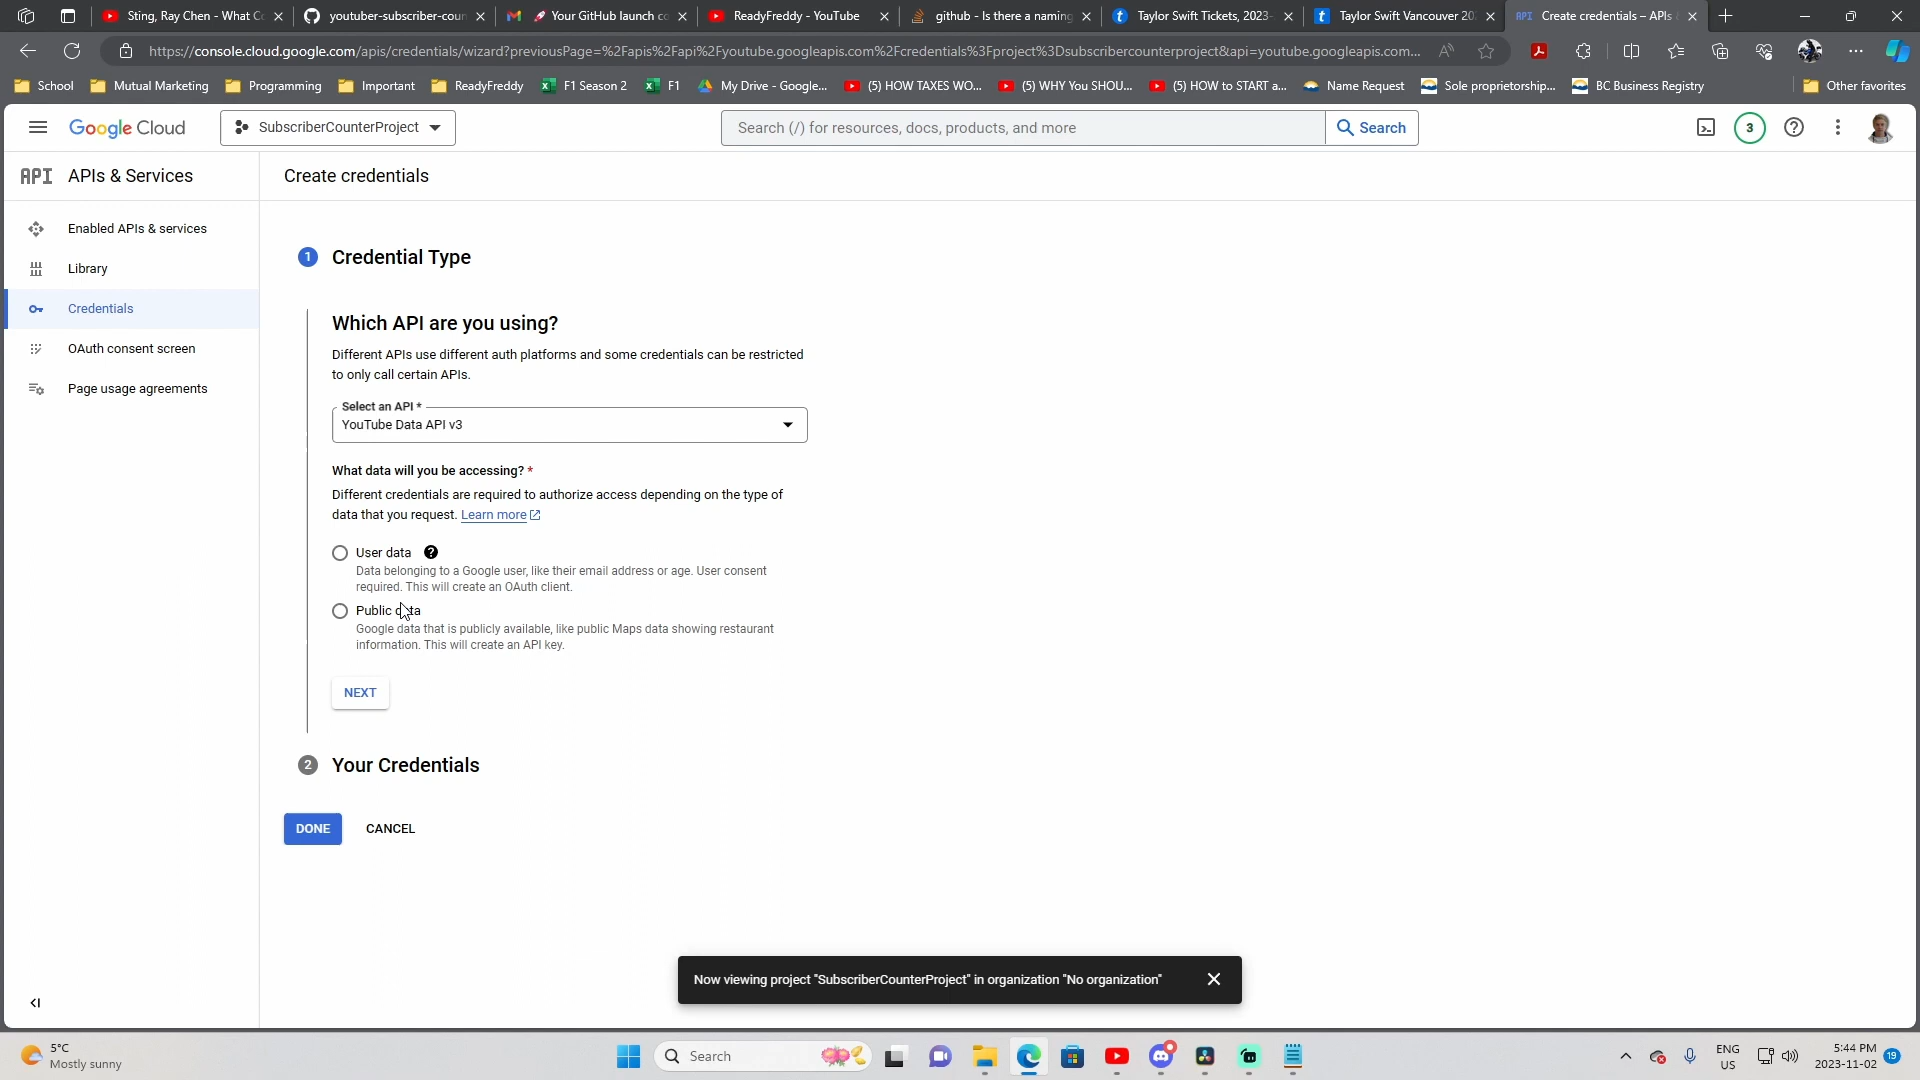 Sting, Ray Chen - What Co
youtuber-subscriber-coun
🚀 Your GitHub launch co
ReadyFreddy - YouTube
github - Is there a naming
Taylor Swift Tickets, 2023-
Taylor Swift Vancouver 20
API Create credentials – APIs
https://console.cloud.google.com/apis/credentials/wizard?previousPage=%2Fapis%2Fapi%2Fyoutube.googleapis.com%2Fcredentials%3Fproject%3Dsubscribercounterproject&api=youtube.googleapis.com...
School
Mutual Marketing
Programming
Important
ReadyFreddy
F1 Season 2
F1
My Drive - Google...
(5) HOW TAXES WO...
(5) WHY You SHOU...
(5) HOW to START a...
Name Request
Sole proprietorship...
BC Business Registry
Other favorites
Google Cloud
SubscriberCounterProject
Search (/) for resources, docs, products, and more
Search
3
API APIs & Services
Create credentials
Enabled APIs & services
Library
Credentials
OAuth consent screen
Page usage agreements
1 Credential Type
Which API are you using?
Different APIs use different auth platforms and some credentials can be restricted
to only call certain APIs.
Select an API *
YouTube Data API v3
What data will you be accessing? *
Different credentials are required to authorize access depending on the type of
data that you request. Learn more
User data
Data belonging to a Google user, like their email address or age. User consent
required. This will create an OAuth client.
Public data
Google data that is publicly available, like public Maps data showing restaurant
information. This will create an API key.
NEXT
2 Your Credentials
DONE
CANCEL
Now viewing project "SubscriberCounterProject" in organization "No organization"
5°C
Mostly sunny
Search
ENG
US
5:44 PM
2023-11-02
19